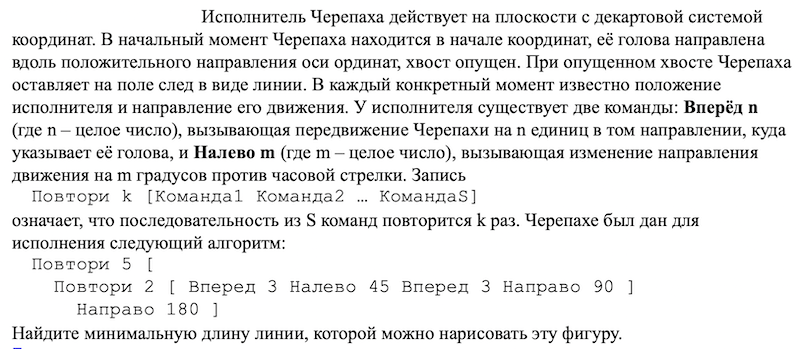 Исполнитель Черепаха действует на плоскости с декартовой системой
координат. В начальный момент Черепаха находится в начале координат, её голова направлена
вдоль положительного направления оси ординат, хвост опущен. При опущенном хвосте Черепаха
оставляет на поле след в виде линии. В каждый конкретный момент известно положение
исполнителя и направление его движения. У исполнителя существует две команды: Вперёд n
(где n – целое число), вызывающая передвижение Черепахи на n единиц в том направлении, куда
указывает её голова, и Налево m (где m – целое число), вызывающая изменение направления
движения на m градусов против часовой стрелки. Запись
Повтори k [Команда1 Команда2 … КомандаS]
означает, что последовательность из S команд повторится k раз. Черепахе был дан для
исполнения следующий алгоритм:
Повтори 5 [
Повтори 2 [ Вперед 3 Налево 45 Вперед 3 Направо 90 ]
Направо 180 ]
Найдите минимальную длину линии, которой можно нарисовать эту фигуру.